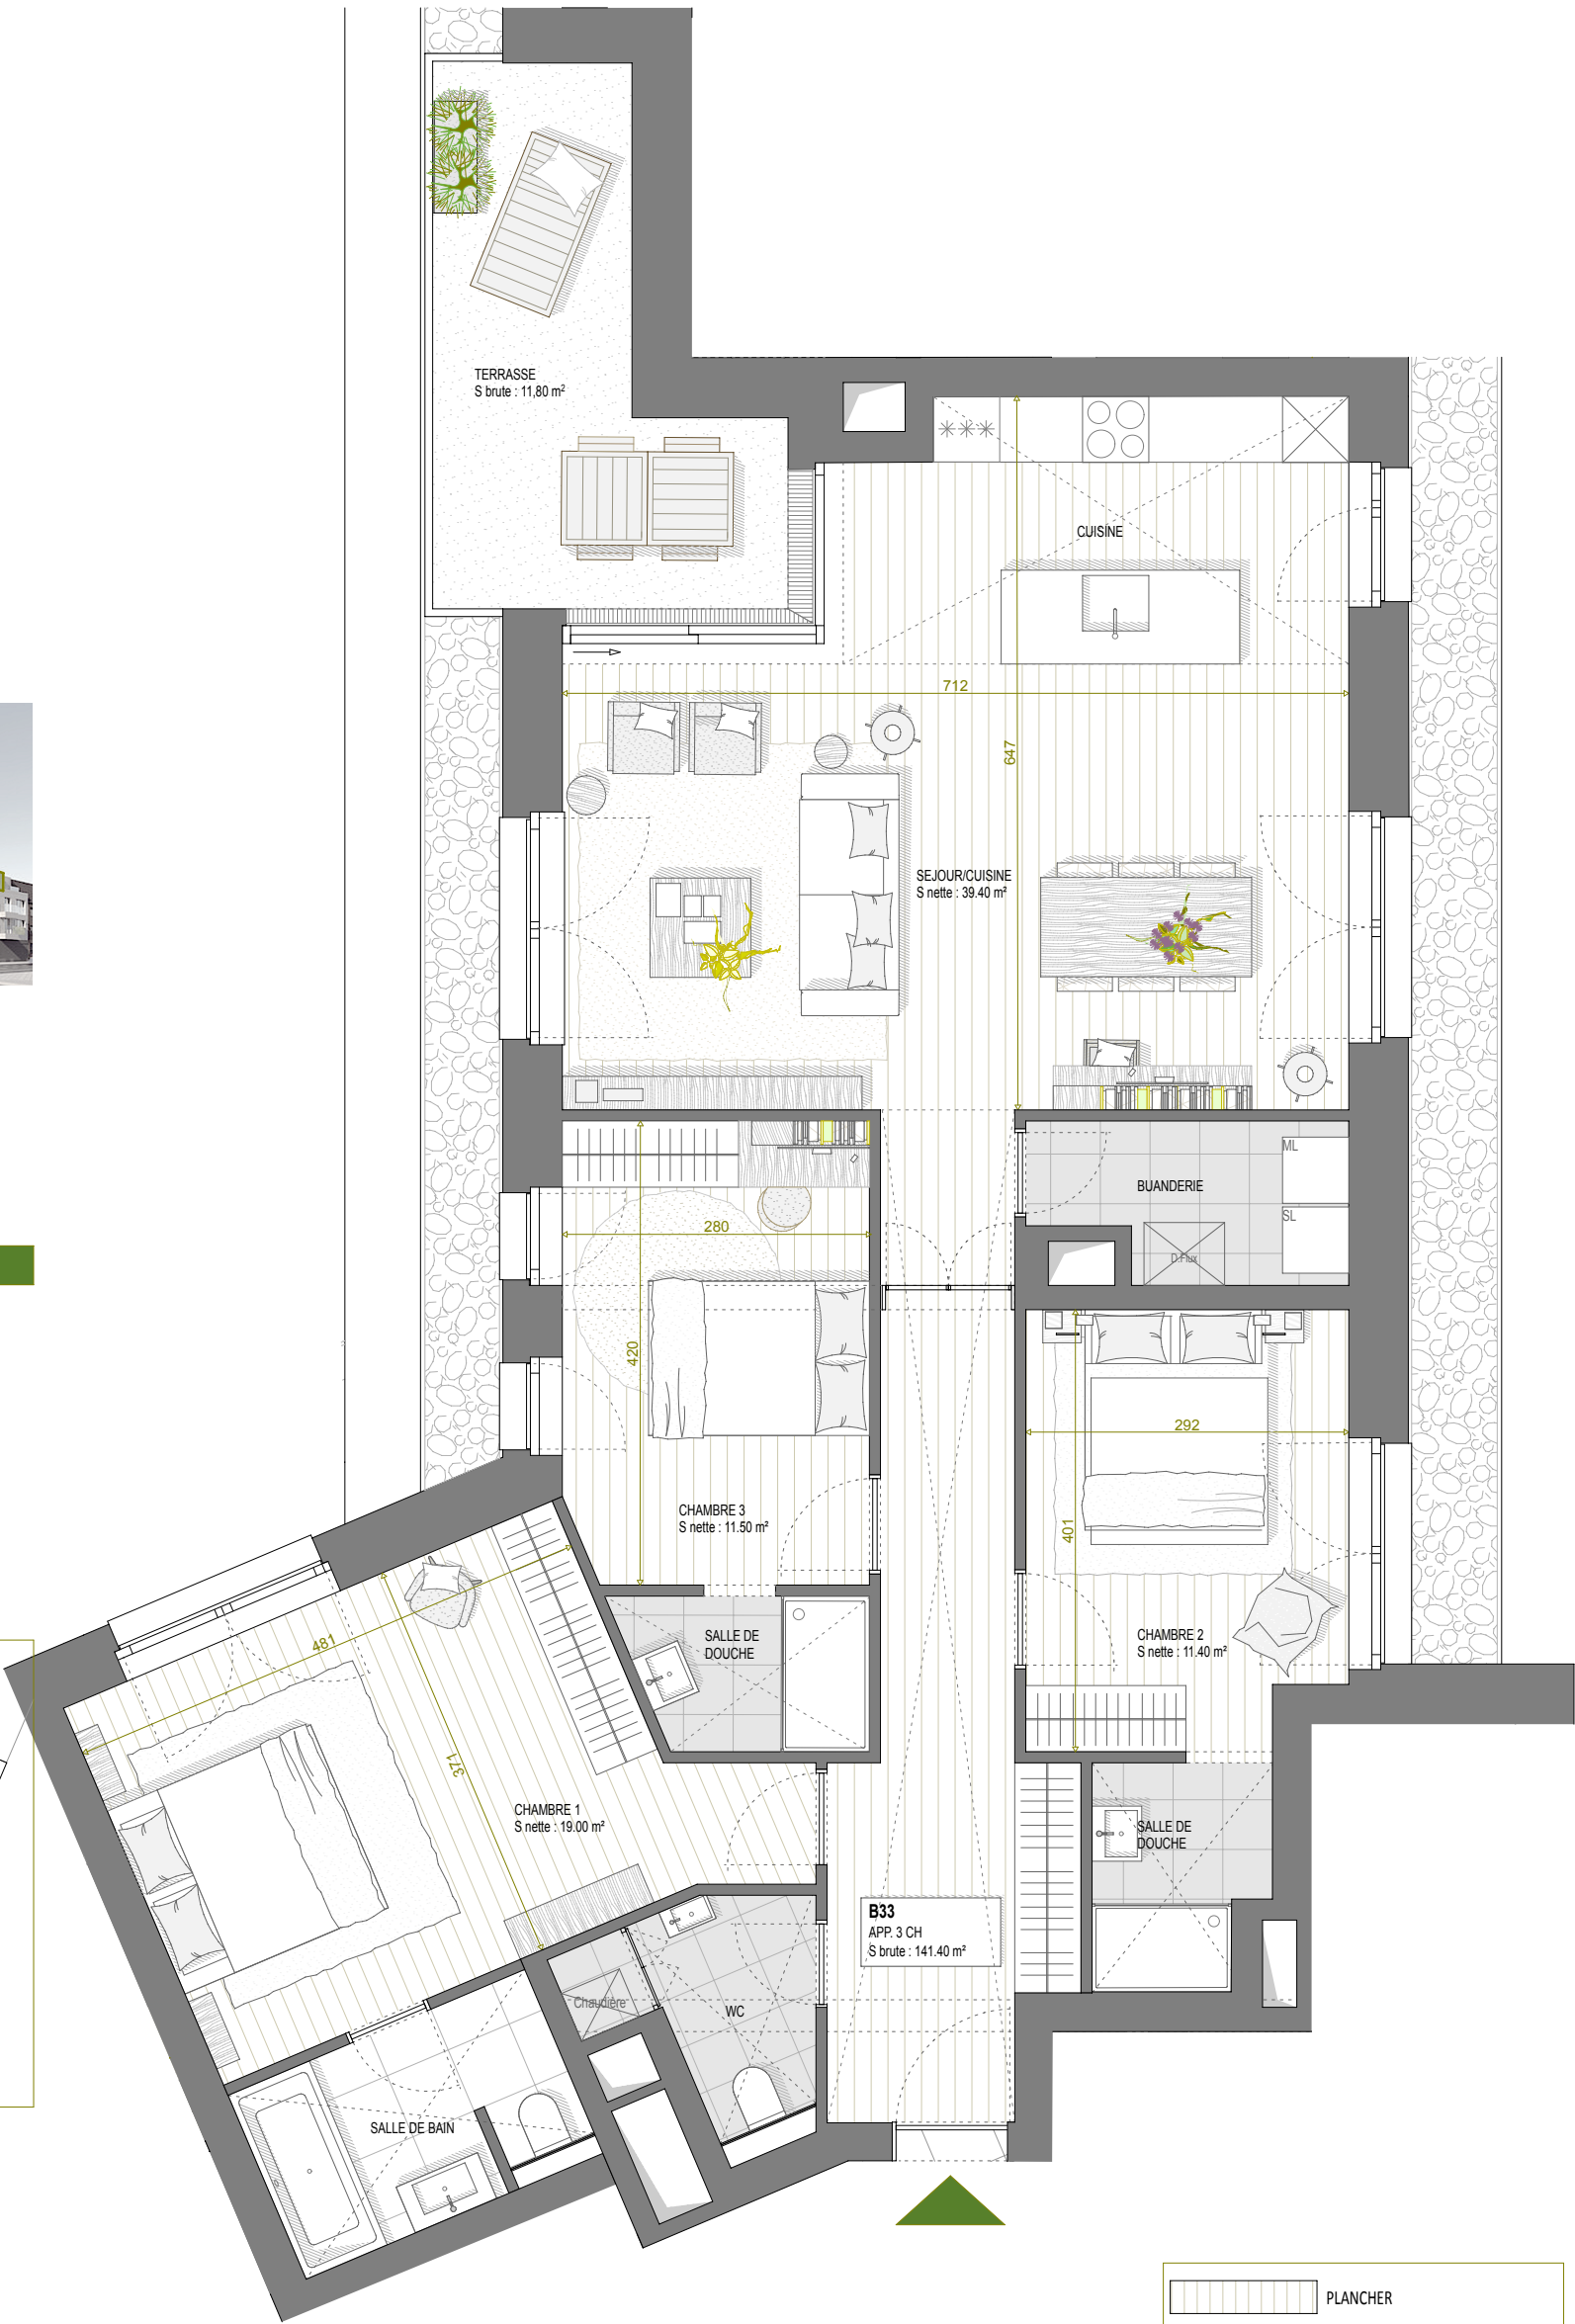 TERRASSE
S brute : 11,80 m²
CUISINE
712
647
SEJOUR/CUISINE
S nette : 39.40 m²
ML
BUANDERIE
SL
D.Flux
280
420
292
401
CHAMBRE 3
S nette : 11.50 m²
SALLE DE
DOUCHE
CHAMBRE 2
S nette : 11.40 m²
481
371
CHAMBRE 1
S nette : 19.00 m²
SALLE DE
DOUCHE
B33
APP. 3 CH
S brute : 141.40 m²
Chaudière
WC
SALLE DE BAIN
PLANCHER